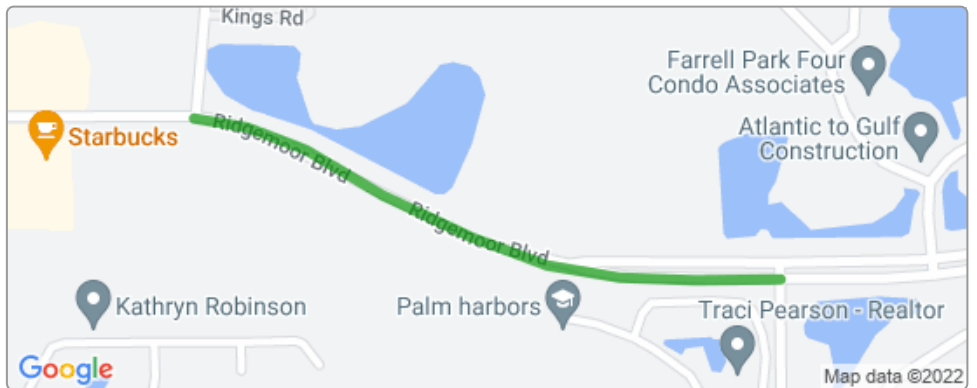 Kings Rd
Farrell Park Four
Condo Associates
Ridgemoor Blvd
Starbucks
Atlantic to Gulf
Construction
Ridgemoor Blvd
Kathryn Robinson
Palm harbors
Traci Pearson - Realtor
Google
Map data ©2022